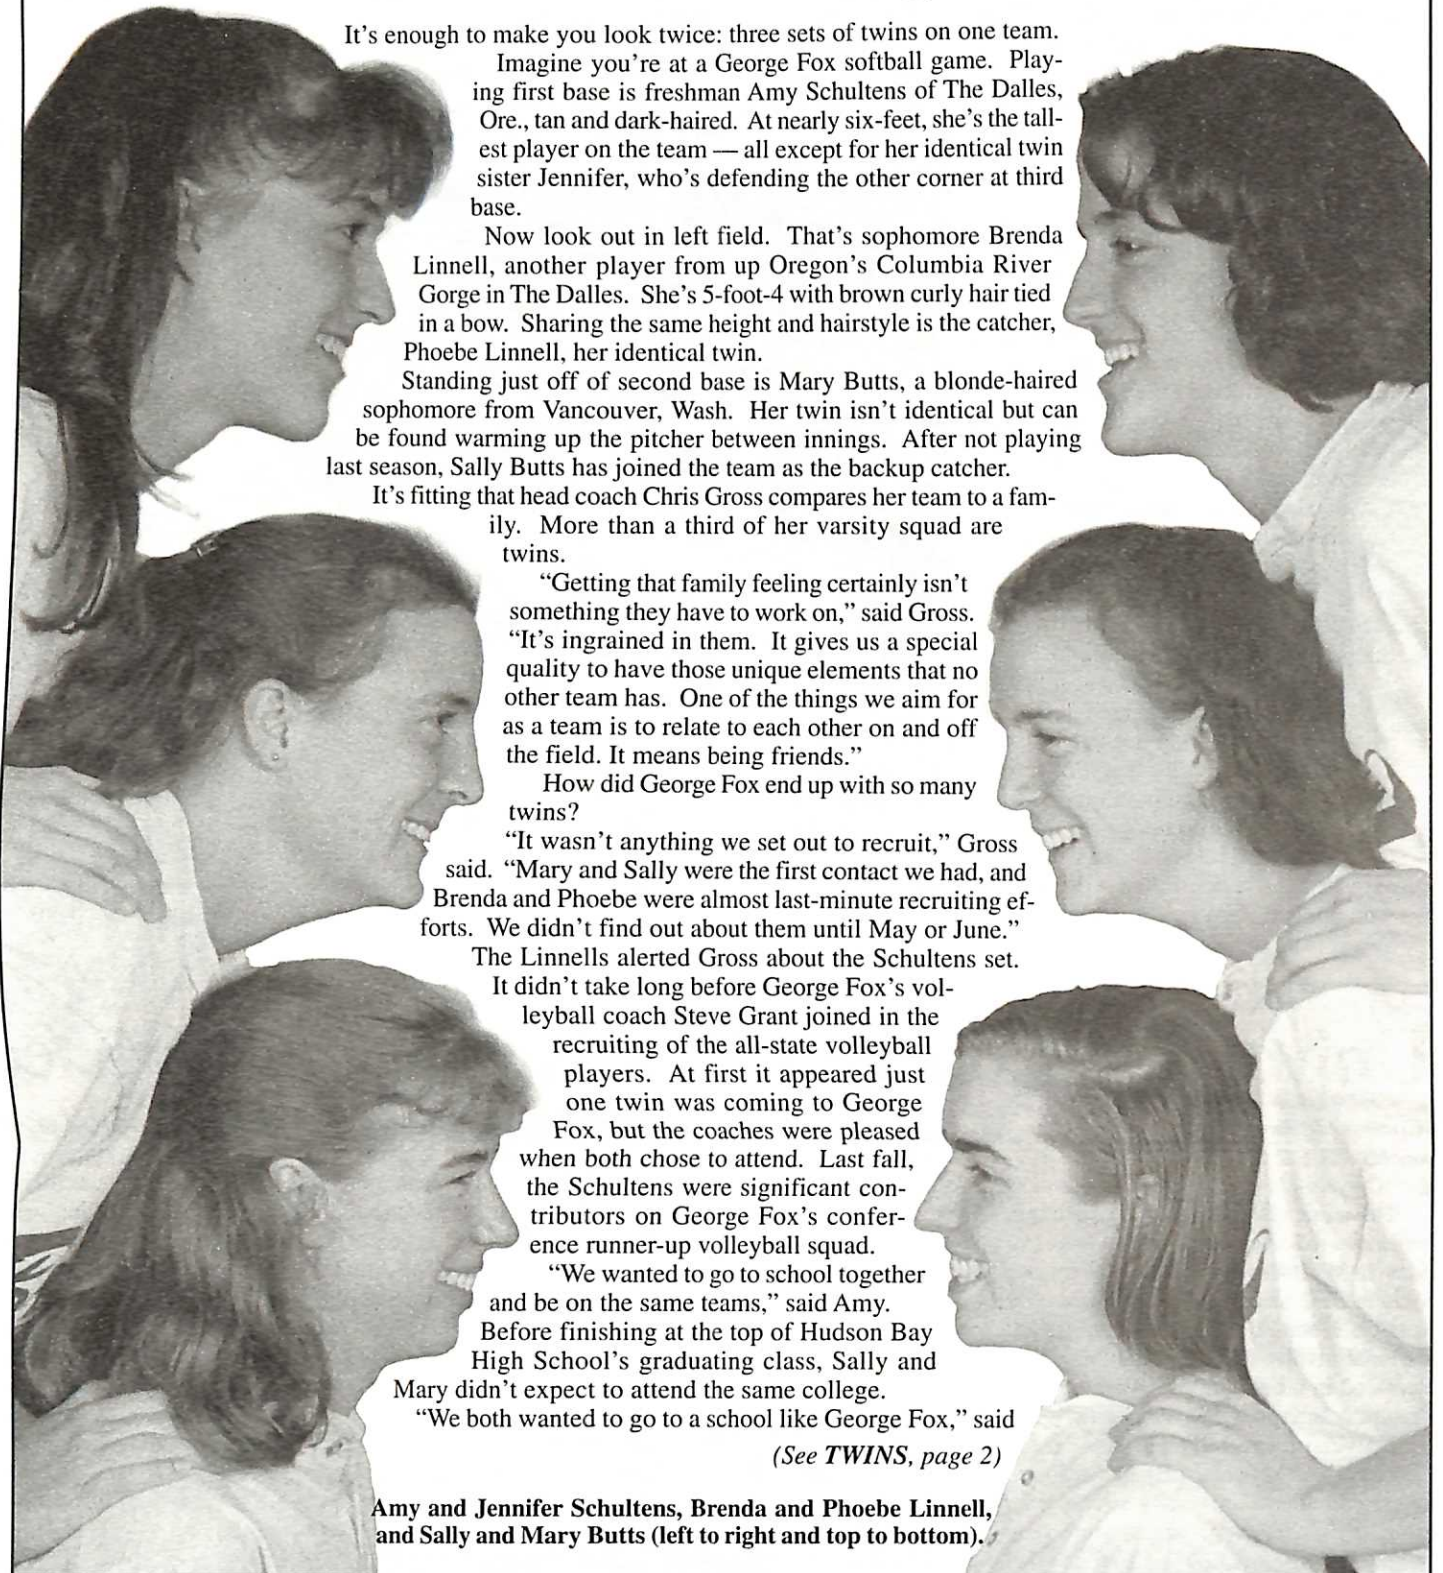 It's enough to make you look twice: three sets of twins on one team.
Imagine you're at a George Fox softball game. Play-
ing first base is freshman Amy Schultens of The Dalles,
Ore., tan and dark-haired. At nearly six-feet, she's the tall-
est player on the team — all except for her identical twin
sister Jennifer, who's defending the other corner at third
base.
Now look out in left field. That's sophomore Brenda
Linnell, another player from up Oregon's Columbia River
Gorge in The Dalles. She's 5-foot-4 with brown curly hair tied
in a bow. Sharing the same height and hairstyle is the catcher,
Phoebe Linnell, her identical twin.
Standing just off of second base is Mary Butts, a blonde-haired
sophomore from Vancouver, Wash. Her twin isn't identical but can
be found warming up the pitcher between innings. After not playing
last season, Sally Butts has joined the team as the backup catcher.
It's fitting that head coach Chris Gross compares her team to a fam-
ily. More than a third of her varsity squad are
twins.
“Getting that family feeling certainly isn't
something they have to work on,” said Gross.
“It's ingrained in them. It gives us a special
quality to have those unique elements that no
other team has. One of the things we aim for
as a team is to relate to each other on and off
the field. It means being friends.”
How did George Fox end up with so many
twins?
“It wasn't anything we set out to recruit,” Gross
said. “Mary and Sally were the first contact we had, and
Brenda and Phoebe were almost last-minute recruiting ef-
forts. We didn't find out about them until May or June.”
The Linnells alerted Gross about the Schultens set.
It didn't take long before George Fox's vol-
leyball coach Steve Grant joined in the
recruiting of the all-state volleyball
players. At first it appeared just
one twin was coming to George
Fox, but the coaches were pleased
when both chose to attend. Last fall,
the Schultens were significant con-
tributors on George Fox's confer-
ence runner-up volleyball squad.
“We wanted to go to school together
and be on the same teams,” said Amy.
Before finishing at the top of Hudson Bay
High School's graduating class, Sally and
Mary didn't expect to attend the same college.
“We both wanted to go to a school like George Fox,” said
(See TWINS, page 2)
Amy and Jennifer Schultens, Brenda and Phoebe Linnell,
and Sally and Mary Butts (left to right and top to bottom).